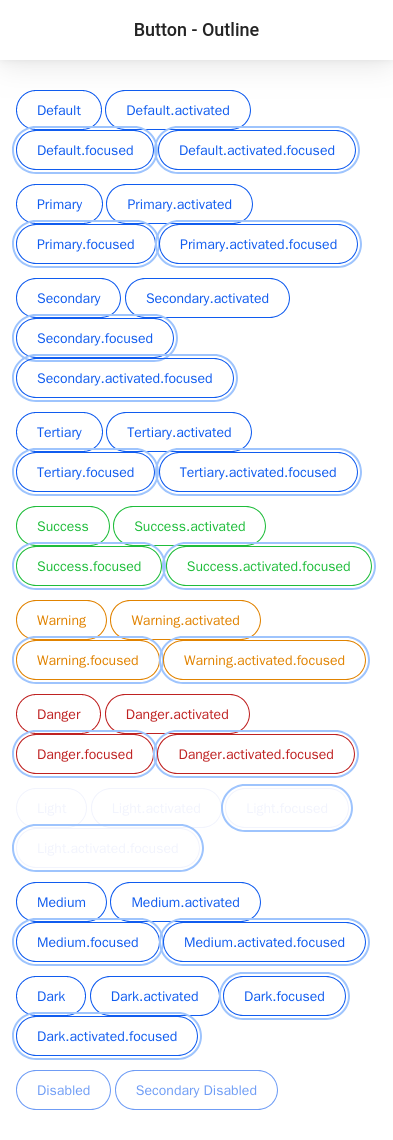 Button - Outline
Default Default.activated
Default.focused Default.activated.focused
Primary Primary.activated
Primary.focused Primary.activated.focused
Secondary Secondary.activated
Secondary.focused
Secondary.activated.focused
Tertiary Tertiary.activated
Tertiary.focused Tertiary.activated.focused
Success Success.activated
Success.focused Success.activated.focused
Warning Warning.activated
Warning.focused Warning.activated.focused
Danger Danger.activated
Danger.focused Danger.activated.focused
Light Light.activated Light.focused
Light.activated.focused
Medium Medium.activated
Medium.focused Medium.activated.focused
Dark Dark.activated Dark.focused
Dark.activated.focused
Disabled Secondary Disabled